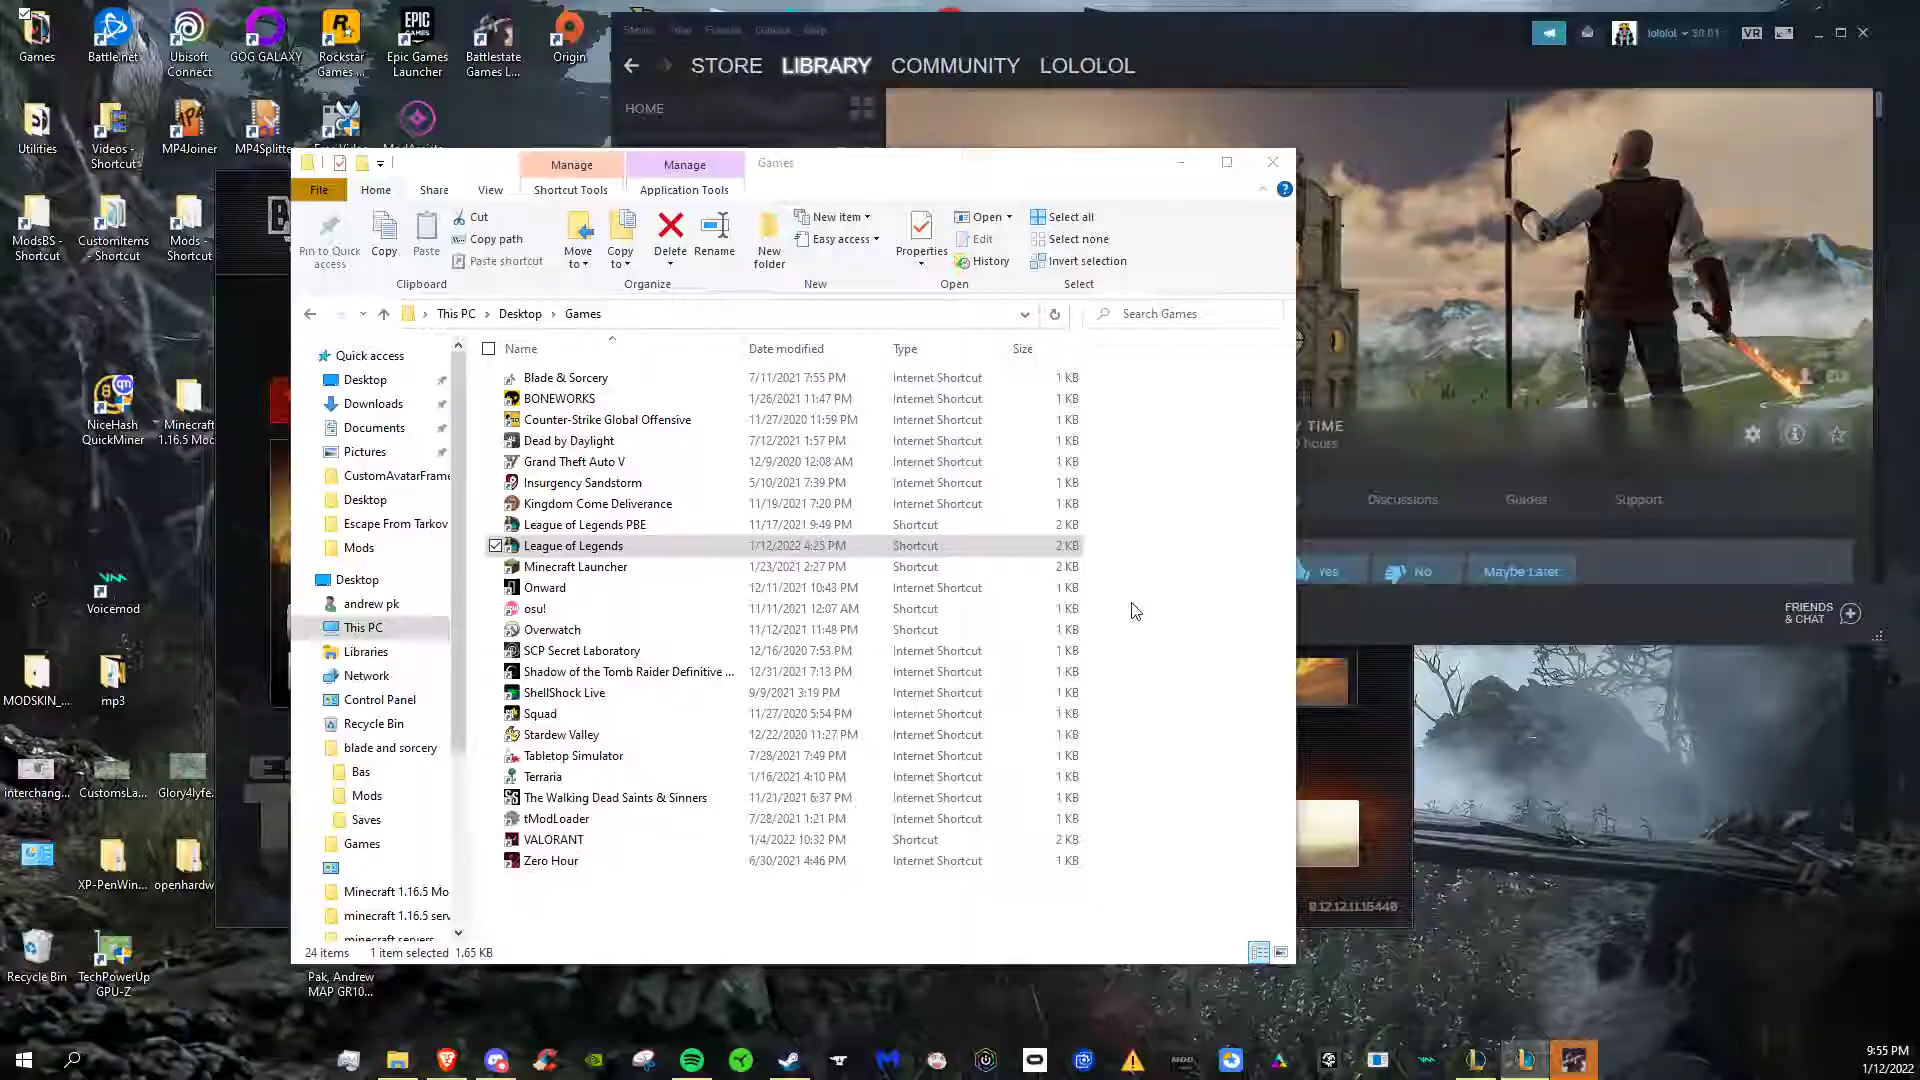 Games
Battle.net
Ubisoft Connect
GOG GALAXY
Rockstar Games ...
Epic Games Launcher
Battlestate Games L...
Origin
Utilities
Videos - Shortcut
MP4Joiner
MP4Splitter
ModsBS - Shortcut
CustomItems - Shortcut
Mods - Shortcut
NiceHash QuickMiner
Minecraft 1.16.5 Mod
Voicemod
MODSKIN_...
mp3
interchang...
CustomsLa...
Glory4lyfe...
XP-PenWin...
openhardw
Recycle Bin
TechPowerUp GPU-Z
Pak, Andrew MAP GR10...
lololol
30.01
VR
STORE LIBRARY COMMUNITY LOLOLOL
HOME
Manage
Manage
Games
File
Home
Share
View
Shortcut Tools
Application Tools
Pin to Quick access
Copy
Paste
Cut
Copy path
Paste shortcut
Move to
Copy to
Delete
Rename
New folder
New item
Easy access
Properties
Open
Edit
History
Select all
Select none
Invert selection
Clipboard
Organize
New
Open
Select
This PC > Desktop > Games
Search Games
Name Date modified Type Size
Blade & Sorcery 7/11/2021 7:55 PM Internet Shortcut 1 KB
BONEWORKS 1/26/2021 11:47 PM Internet Shortcut 1 KB
Counter-Strike Global Offensive 11/27/2020 11:59 PM Internet Shortcut 1 KB
Dead by Daylight 7/12/2021 1:57 PM Internet Shortcut 1 KB
Grand Theft Auto V 12/9/2020 12:08 AM Internet Shortcut 1 KB
Insurgency Sandstorm 5/10/2021 7:39 PM Internet Shortcut 1 KB
Kingdom Come Deliverance 11/19/2021 7:20 PM Internet Shortcut 1 KB
League of Legends PBE 11/17/2021 9:49 PM Shortcut 2 KB
League of Legends 1/12/2022 4:25 PM Shortcut 2 KB
Minecraft Launcher 1/23/2021 2:27 PM Shortcut 2 KB
Onward 12/11/2021 10:43 PM Internet Shortcut 1 KB
osu! 11/11/2021 12:07 AM Shortcut 1 KB
Overwatch 11/12/2021 11:48 PM Shortcut 1 KB
SCP Secret Laboratory 12/16/2020 7:53 PM Internet Shortcut 1 KB
Shadow of the Tomb Raider Definitive ... 12/31/2021 7:13 PM Internet Shortcut 1 KB
ShellShock Live 9/9/2021 3:19 PM Internet Shortcut 1 KB
Squad 11/27/2020 5:54 PM Internet Shortcut 1 KB
Stardew Valley 12/22/2020 11:27 PM Internet Shortcut 1 KB
Tabletop Simulator 7/28/2021 7:49 PM Internet Shortcut 1 KB
Terraria 1/16/2021 4:10 PM Internet Shortcut 1 KB
The Walking Dead Saints & Sinners 11/21/2021 6:37 PM Internet Shortcut 1 KB
tModLoader 7/28/2021 1:21 PM Internet Shortcut 1 KB
VALORANT 1/4/2022 10:32 PM Shortcut 2 KB
Zero Hour 6/30/2021 4:46 PM Internet Shortcut 1 KB
Quick access
Desktop
Downloads
Documents
Pictures
CustomAvatarFrame
Desktop
Escape From Tarkov
Mods
Desktop
andrew pk
This PC
Libraries
Network
Control Panel
Recycle Bin
blade and sorcery
Bas
Mods
Saves
Games
Minecraft 1.16.5 Mo
minecraft 1.16.5 serv
minecraft servers
24 items 1 item selected 1.65 KB
Y TIME
hours
Discussions
Guides
Support
Yes
No
Maybe Later
FRIENDS & CHAT
0.12.12.11.16440
9:55 PM
1/12/2022